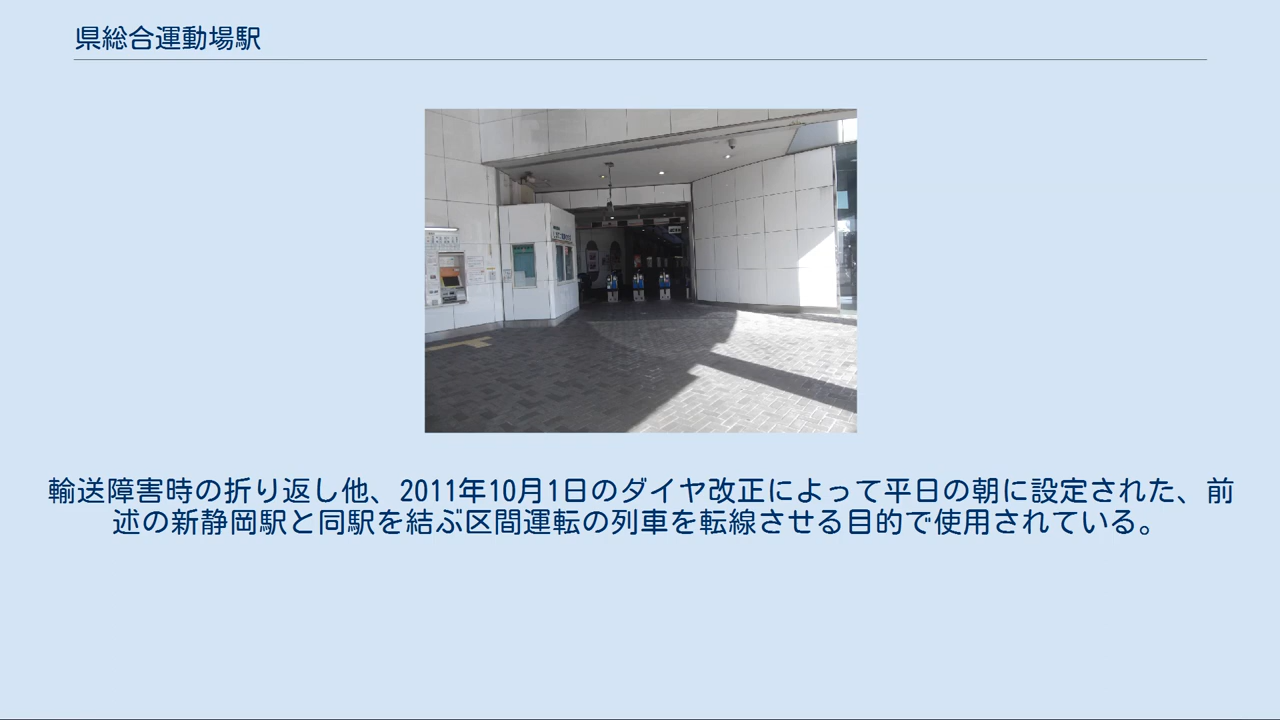 県総合運動場駅
輸送障害時の折り返し他、2011年10月1日のダイヤ改正によって平日の朝に設定された、前
述の新静岡駅と同駅を結ぶ区間運転の列車を転線させる目的で使用されている。